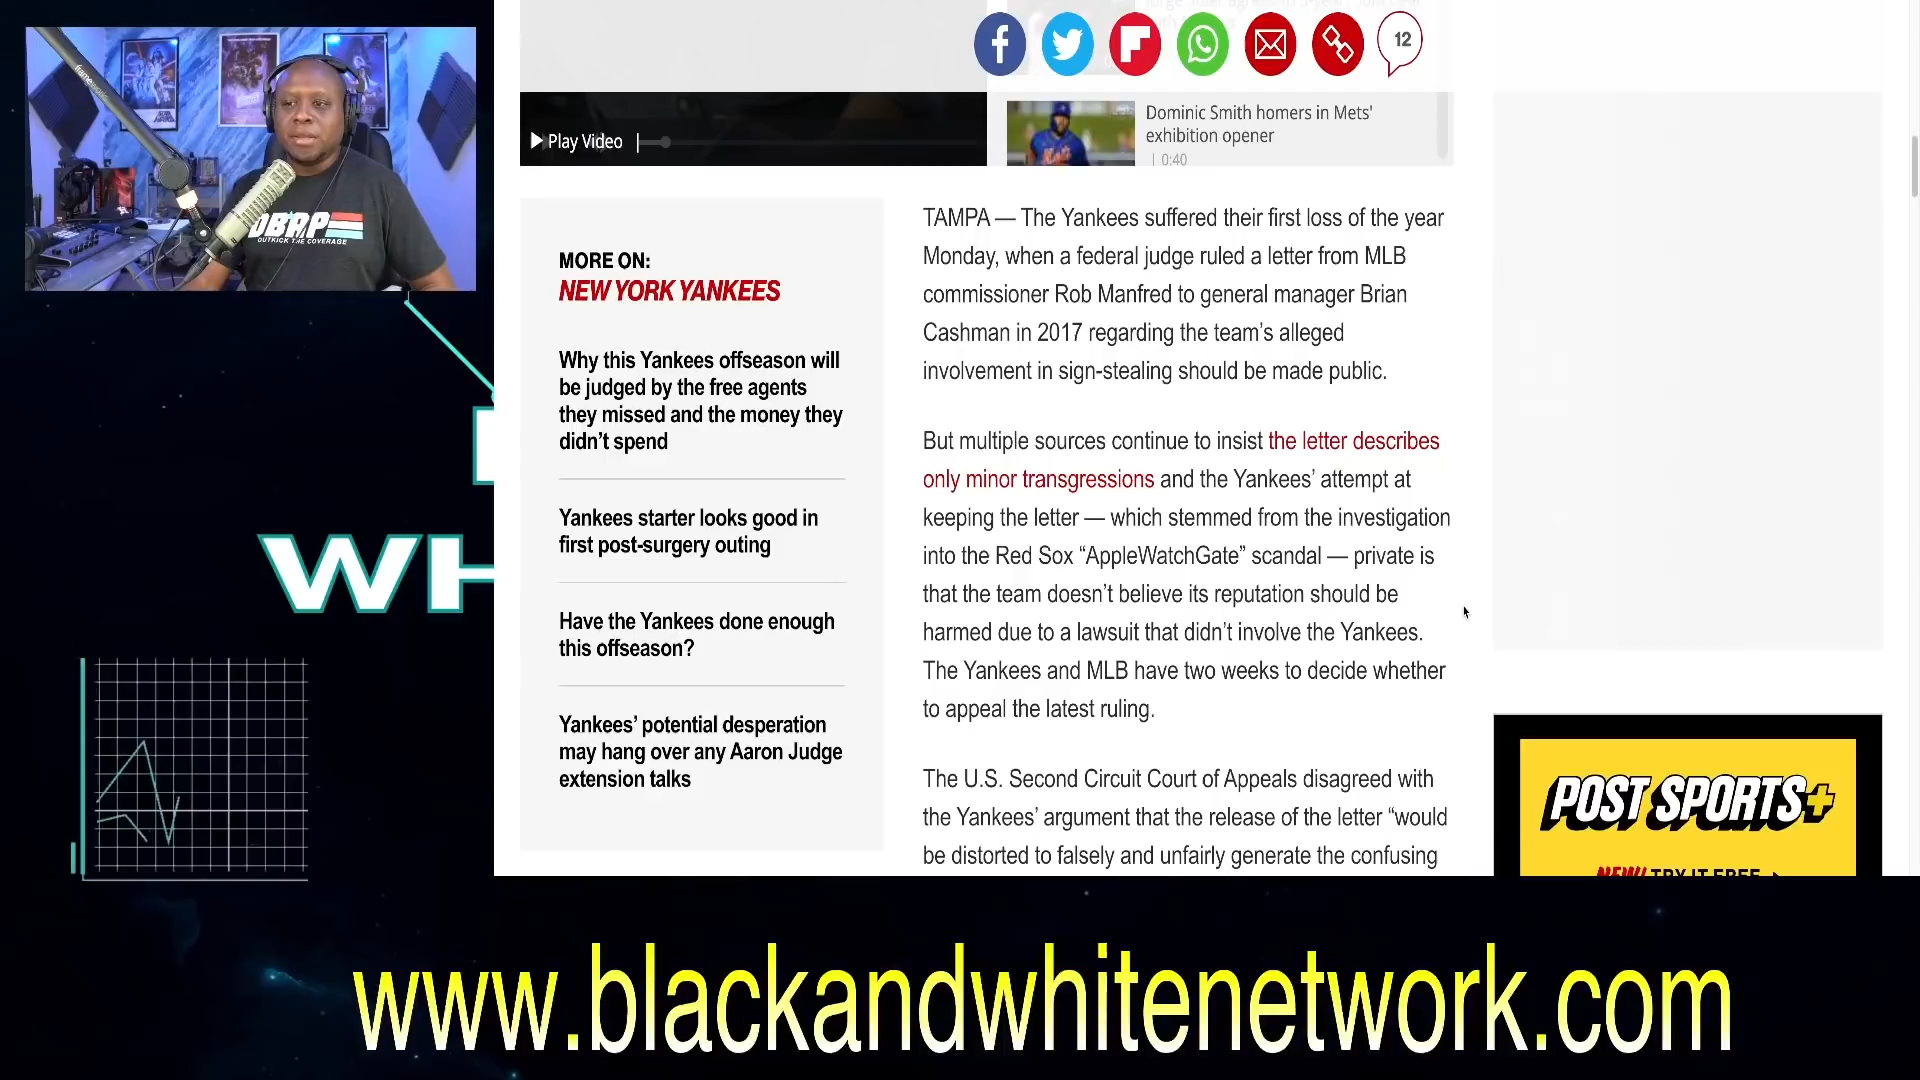 12
Play Video
Dominic Smith homers in Mets'
exhibition opener
| 0:40
OUTKICK THE COVERAGE
MORE ON:
NEW YORK YANKEES
Why this Yankees offseason will
be judged by the free agents
they missed and the money they
didn’t spend
Yankees starter looks good in
first post-surgery outing
Have the Yankees done enough
this offseason?
Yankees’ potential desperation
may hang over any Aaron Judge
extension talks
TAMPA — The Yankees suffered their first loss of the year
Monday, when a federal judge ruled a letter from MLB
commissioner Rob Manfred to general manager Brian
Cashman in 2017 regarding the team’s alleged
involvement in sign-stealing should be made public.
But multiple sources continue to insist the letter describes
only minor transgressions and the Yankees’ attempt at
keeping the letter — which stemmed from the investigation
into the Red Sox “AppleWatchGate” scandal — private is
that the team doesn’t believe its reputation should be
harmed due to a lawsuit that didn’t involve the Yankees.
The Yankees and MLB have two weeks to decide whether
to appeal the latest ruling.
The U.S. Second Circuit Court of Appeals disagreed with
the Yankees’ argument that the release of the letter “would
be distorted to falsely and unfairly generate the confusing
POST SPORTS+
NEW! TRY IT FREE
WH
www.blackandwhitenetwork.com